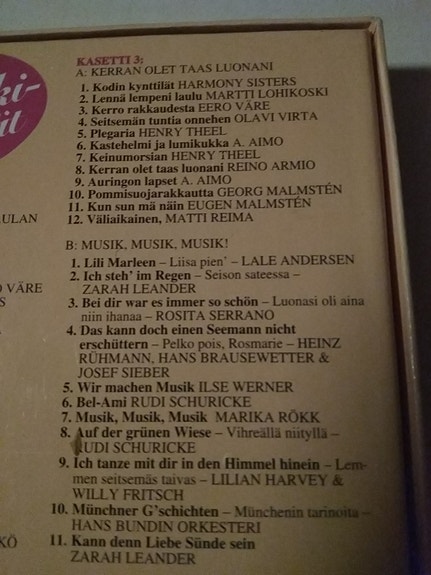 KASETTI 3:
A: KERRAN OLET TAAS LUONANI
1. Kodin kynttilät HARMONY SISTERS
2. Lennä lempeni laulu MARTTI LOHIKOSKI
3. Kerro rakkaudesta EERO VÄRE
4. Seitsemän tuntia onnehen OLAVI VIRTA
5. Plegaria HENRY THEEL
6. Kastehelmi ja lumikukka A. AIMO
7. Keinumorsian HENRY THEEL
8. Kerran olet taas luonani REINO ARMIO
9. Auringon lapset A. AIMO
10. Pommisuojarakkautta GEORG MALMSTÉN
11. Kun sun mä näin EUGEN MALMSTÉN
12. Väliaikainen, MATTI REIMA
B: MUSIK, MUSIK, MUSIK!
1. Lili Marleen – Liisa pien' – LALE ANDERSEN
2. Ich steh' im Regen – Seison sateessa –
ZARAH LEANDER
3. Bei dir war es immer so schön – Luonasi oli aina
niin ihanaa – ROSITA SERRANO
4. Das kann doch einen Seemann nicht
erschüttern – Pelko pois, Rosmarie – HEINZ
RÜHMANN, HANS BRAUSEWETTER &
JOSEF SIEBER
5. Wir machen Musik ILSE WERNER
6. Bel-Ami RUDI SCHURICKE
7. Musik, Musik, Musik MARIKA RÖKK
8. Auf der grünen Wiese – Vihreällä niityllä –
RUDI SCHURICKE
9. Ich tanze mit dir in den Himmel hinein – Lem-
men seitsemäs taivas – LILIAN HARVEY &
WILLY FRITSCH
10. Münchner G'schichten – Münchenin tarinoita –
HANS BUNDIN ORKESTERI
11. Kann denn Liebe Sünde sein
ZARAH LEANDER
ki-
il
ULAN
VÄRE
S
KÖ